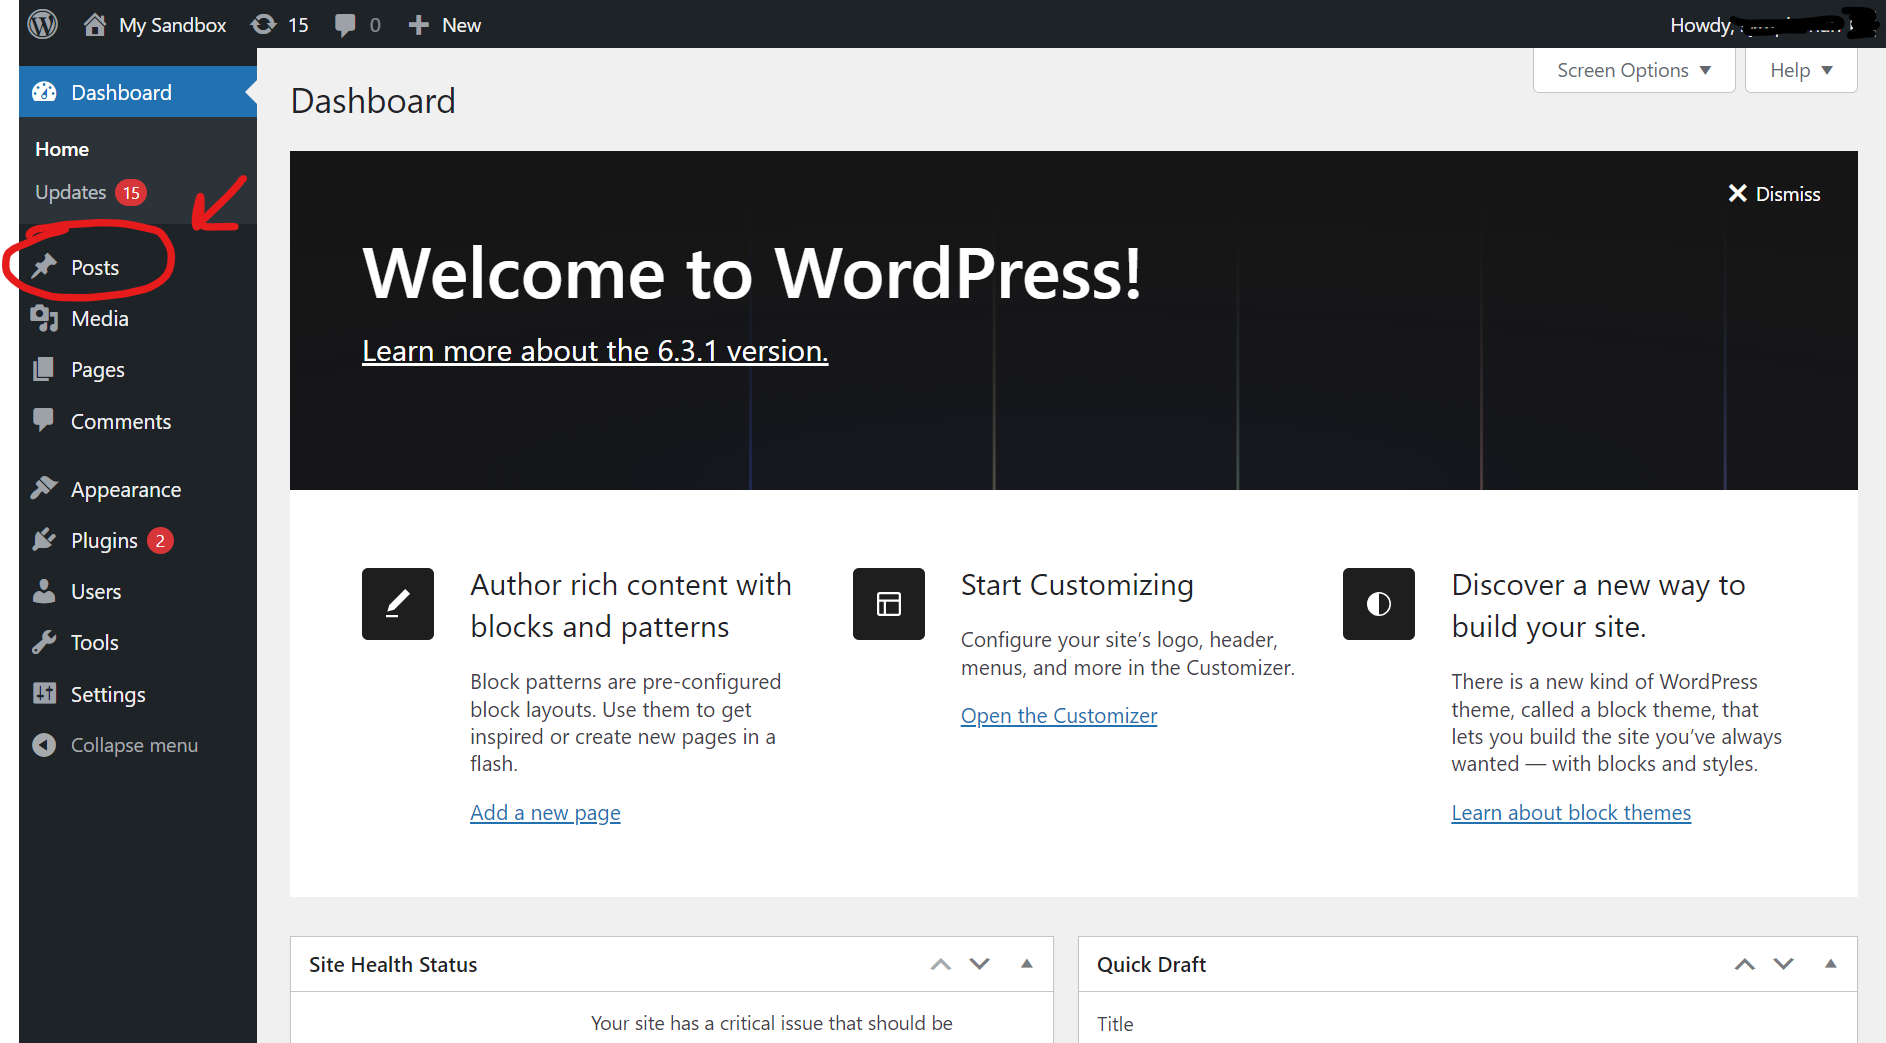 My Sandbox 15 0 New
Howdy,
Screen Options Help
Dashboard
Home
Updates 15
Posts
Media
Pages
Comments
Appearance
Plugins 2
Users
Tools
Settings
Collapse menu
Dashboard
Dismiss
Welcome to WordPress!
Learn more about the 6.3.1 version.
Author rich content with
blocks and patterns
Block patterns are pre-configured
block layouts. Use them to get
inspired or create new pages in a
flash.
Add a new page
Start Customizing
Configure your site’s logo, header,
menus, and more in the Customizer.
Open the Customizer
Discover a new way to
build your site.
There is a new kind of WordPress
theme, called a block theme, that
lets you build the site you’ve always
wanted — with blocks and styles.
Learn about block themes
Site Health Status
Your site has a critical issue that should be
Quick Draft
Title